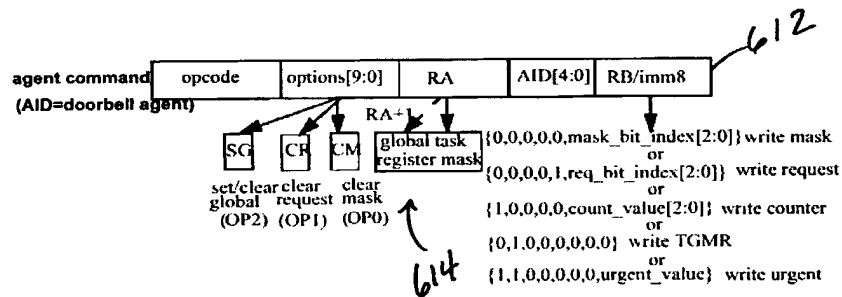 612
agent command opcode options[9:0] RA AID[4:0] RB/imm8
(AID=doorbell agent)
RA+1
SG CR CM global task register mask
set/clear global (OP2) clear request (OP1) clear mask (OP0)
{0,0,0,0,0,mask_bit_index[2:0]} write mask
or
{0,0,0,0,1,req_bit_index[2:0]} write request
or
{1,0,0,0,0,count_value[2:0]} write counter
or
{0,1,0,0,0,0,0,0} write TGMR
or
{1,1,0,0,0,0,0,urgent_value} write urgent
614